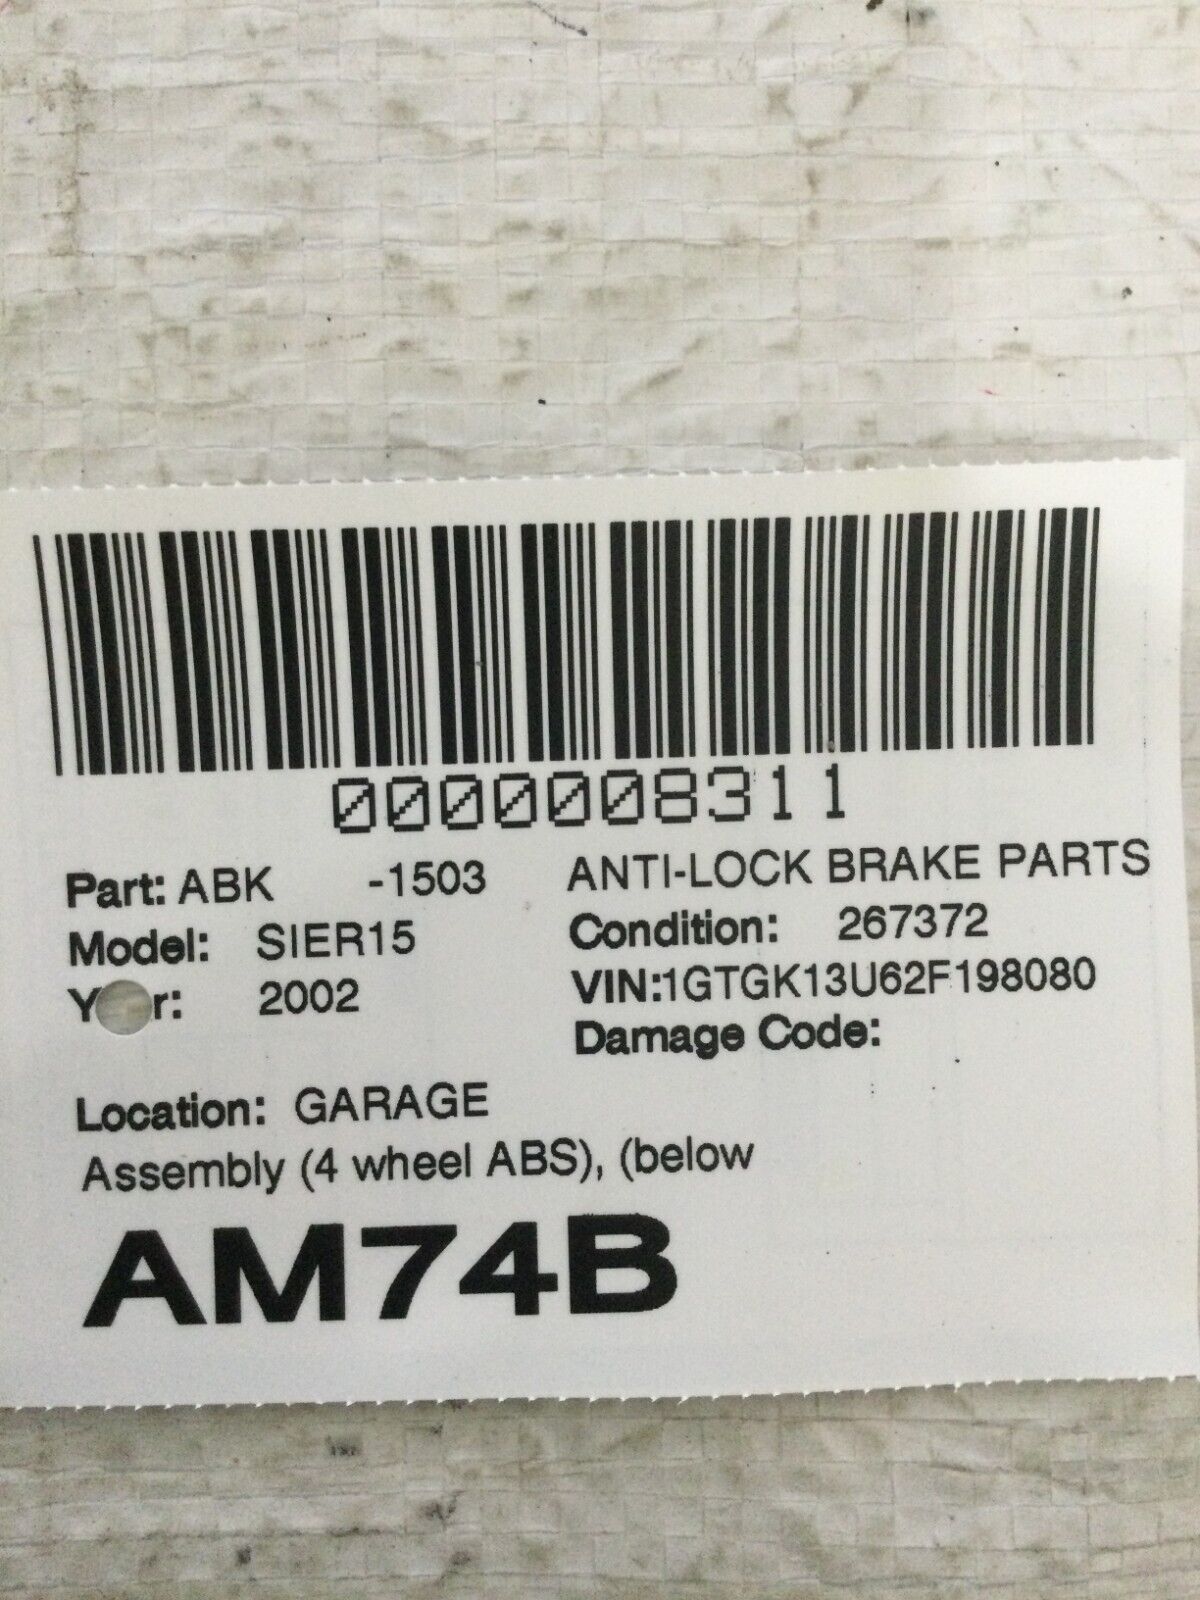 0000008311
Part: ABK -1503 ANTI-LOCK BRAKE PARTS
Model: SIER15 Condition: 267372
Y r: 2002 VIN:1GTGK13U62F198080
Damage Code:
Location: GARAGE
Assembly (4 wheel ABS), (below
AM74B